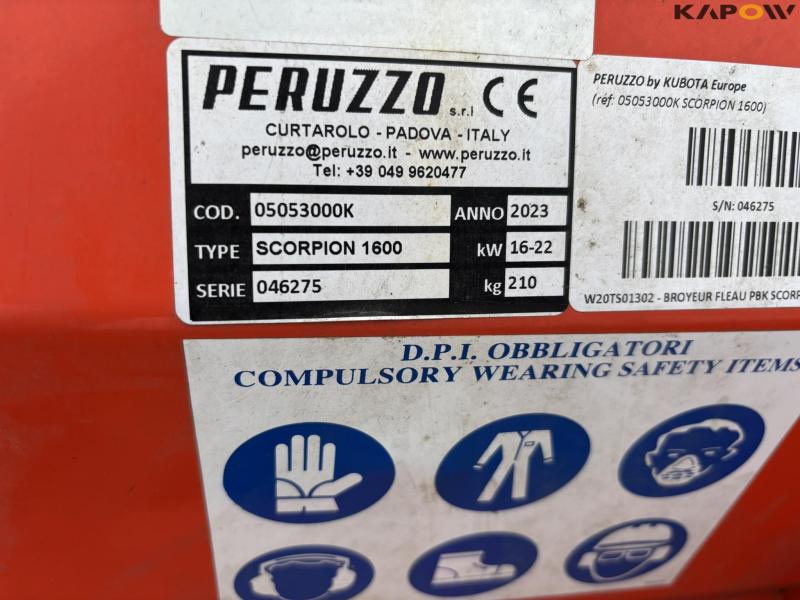 KAPOW
PERUZZO s.r.l CE
CURTAROLO - PADOVA - ITALY
peruzzo@peruzzo.it - www.peruzzo.it
Tel: +39 049 9620477
COD. 05053000K ANNO 2023
TYPE SCORPION 1600 kW 16-22
SERIE 046275 kg 210
PERUZZO by KUBOTA Europe
(réf: 05053000K SCORPION 1600)
S/N: 046275
W20TS01302 - BROYEUR FLEAU PBK SCORP
D.P.I. OBBLIGATORI
COMPULSORY WEARING SAFETY ITEMS